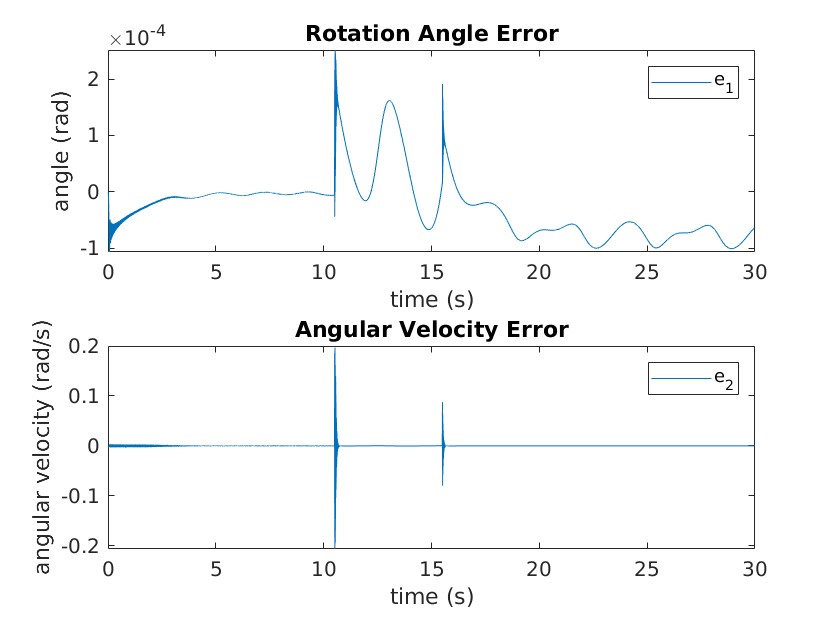 Rotation Angle Error
×10⁻⁴
2
1
0
-1
angle (rad)
e₁
0 5 10 15 20 25 30
time (s)
Angular Velocity Error
0.2
0.1
0
-0.1
-0.2
angular velocity (rad/s)
e₂
0 5 10 15 20 25 30
time (s)